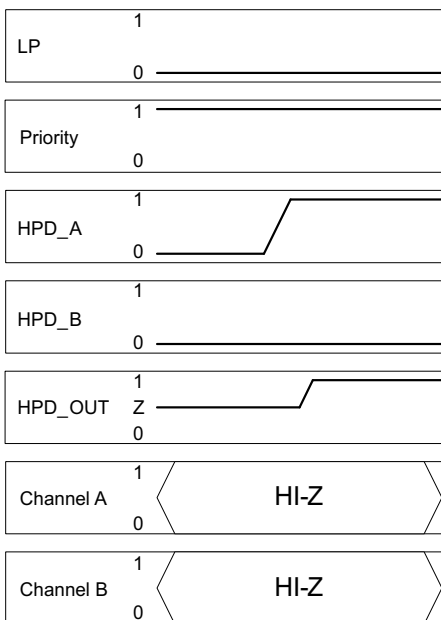 1
LP
0
1
Priority
0
1
HPD_A
0
1
HPD_B
0
1
HPD_OUT Z
0
1
Channel A HI-Z
0
1
Channel B HI-Z
0